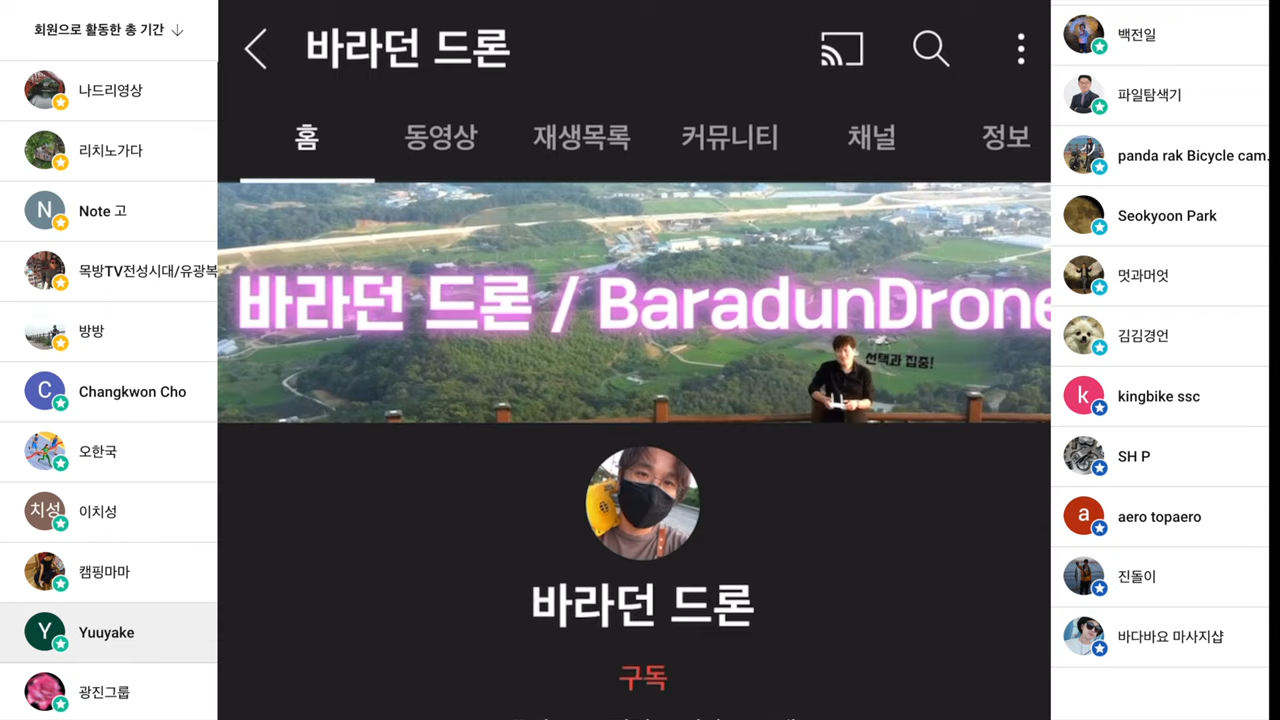 회원으로 활동한 총 기간 ↓
나드리영상
리치노가다
N
Note 고
목방TV전성시대/유광복
방방
C
Changkwon Cho
오한국
치성
이치성
캠핑마마
Y
Yuuyake
광진그룹
바라던 드론
홈
동영상
재생목록
커뮤니티
채널
정보
바라던 드론 / BaradunDrone
선택과 집중!
바라던 드론
구독
백전일
파일탐색기
panda rak Bicycle cam.
Seokyoon Park
멋과머엇
김김경언
k
kingbike ssc
SH P
a
aero topaero
진돌이
바다바요 마사지샵